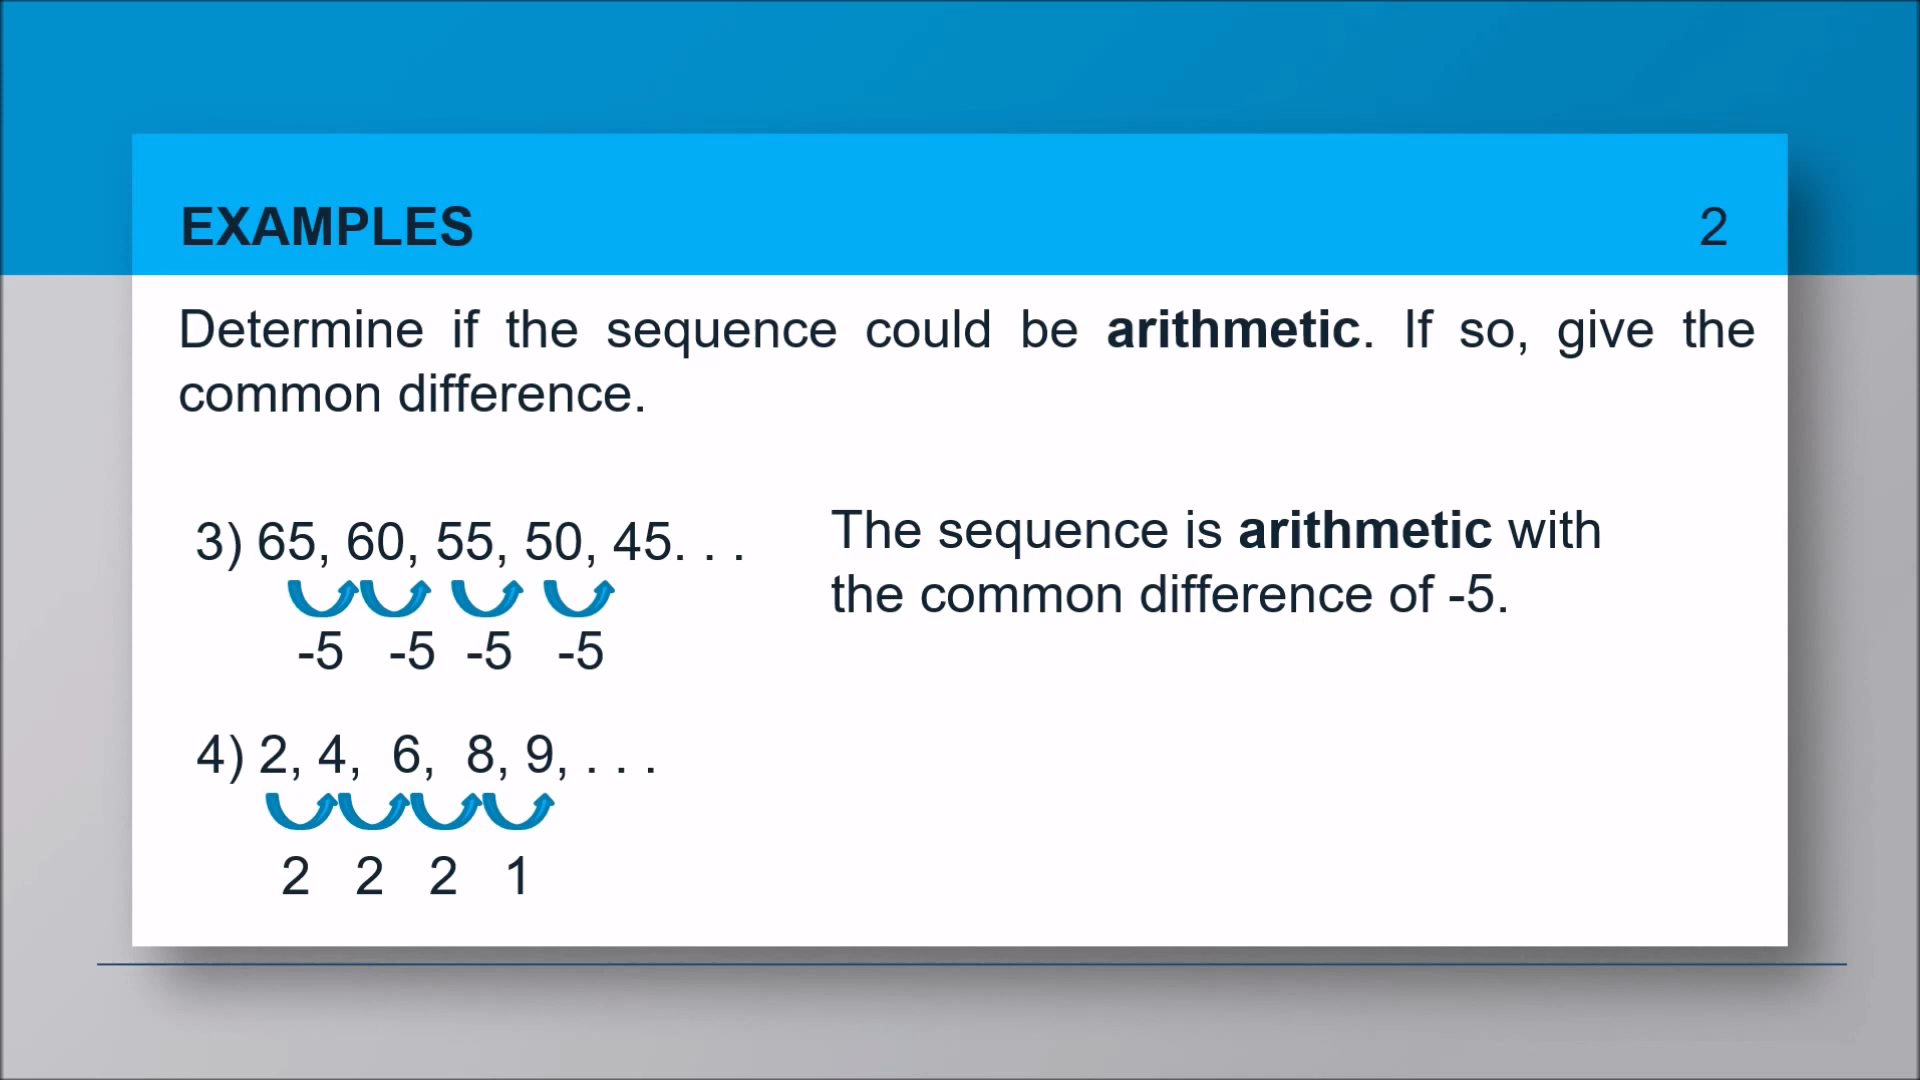 EXAMPLES
2
Determine if the sequence could be arithmetic. If so, give the
common difference.
3) 65, 60, 55, 50, 45. . .
-5 -5 -5 -5
The sequence is arithmetic with
the common difference of -5.
4) 2, 4, 6, 8, 9, . . .
2 2 2 1